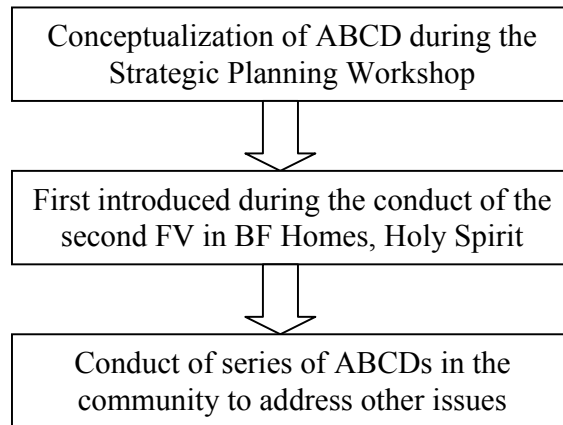 Conceptualization of ABCD during the
Strategic Planning Workshop
First introduced during the conduct of the
second FV in BF Homes, Holy Spirit
Conduct of series of ABCDs in the
community to address other issues